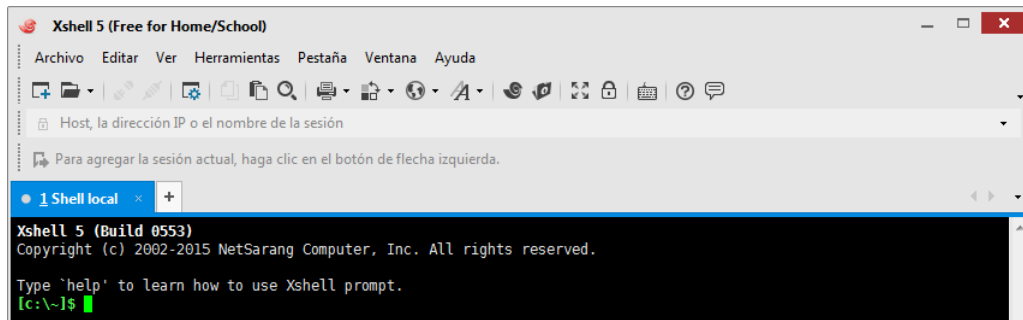 Xshell 5 (Free for Home/School)
Archivo Editar Ver Herramientas Pestaña Ventana Ayuda
Host, la dirección IP o el nombre de la sesión
Para agregar la sesión actual, haga clic en el botón de flecha izquierda.
1 Shell local
Xshell 5 (Build 0553)
Copyright (c) 2002-2015 NetSarang Computer, Inc. All rights reserved.
Type `help' to learn how to use Xshell prompt.
[c:\~]$